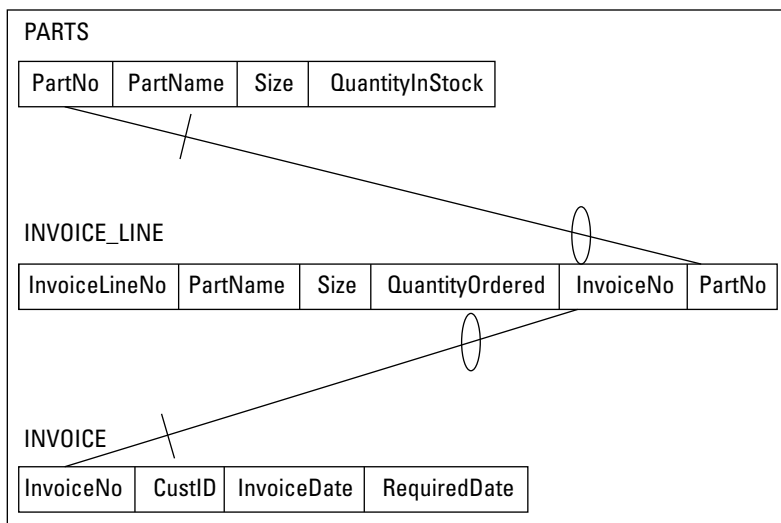 PARTS
PartNo PartName Size QuantityInStock
INVOICE_LINE
InvoiceLineNo PartName Size QuantityOrdered InvoiceNo PartNo
INVOICE
InvoiceNo CustID InvoiceDate RequiredDate